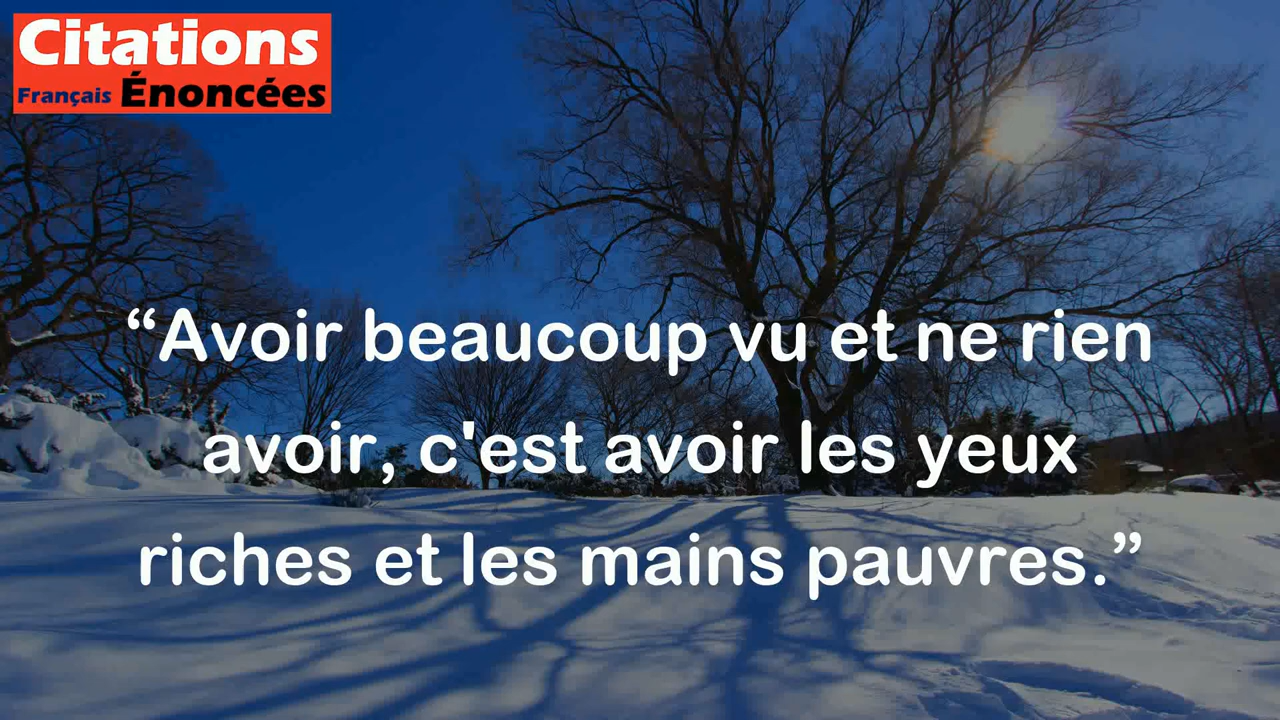 Citations
Français Énoncées
“Avoir beaucoup vu et ne rien
avoir, c'est avoir les yeux
riches et les mains pauvres.”